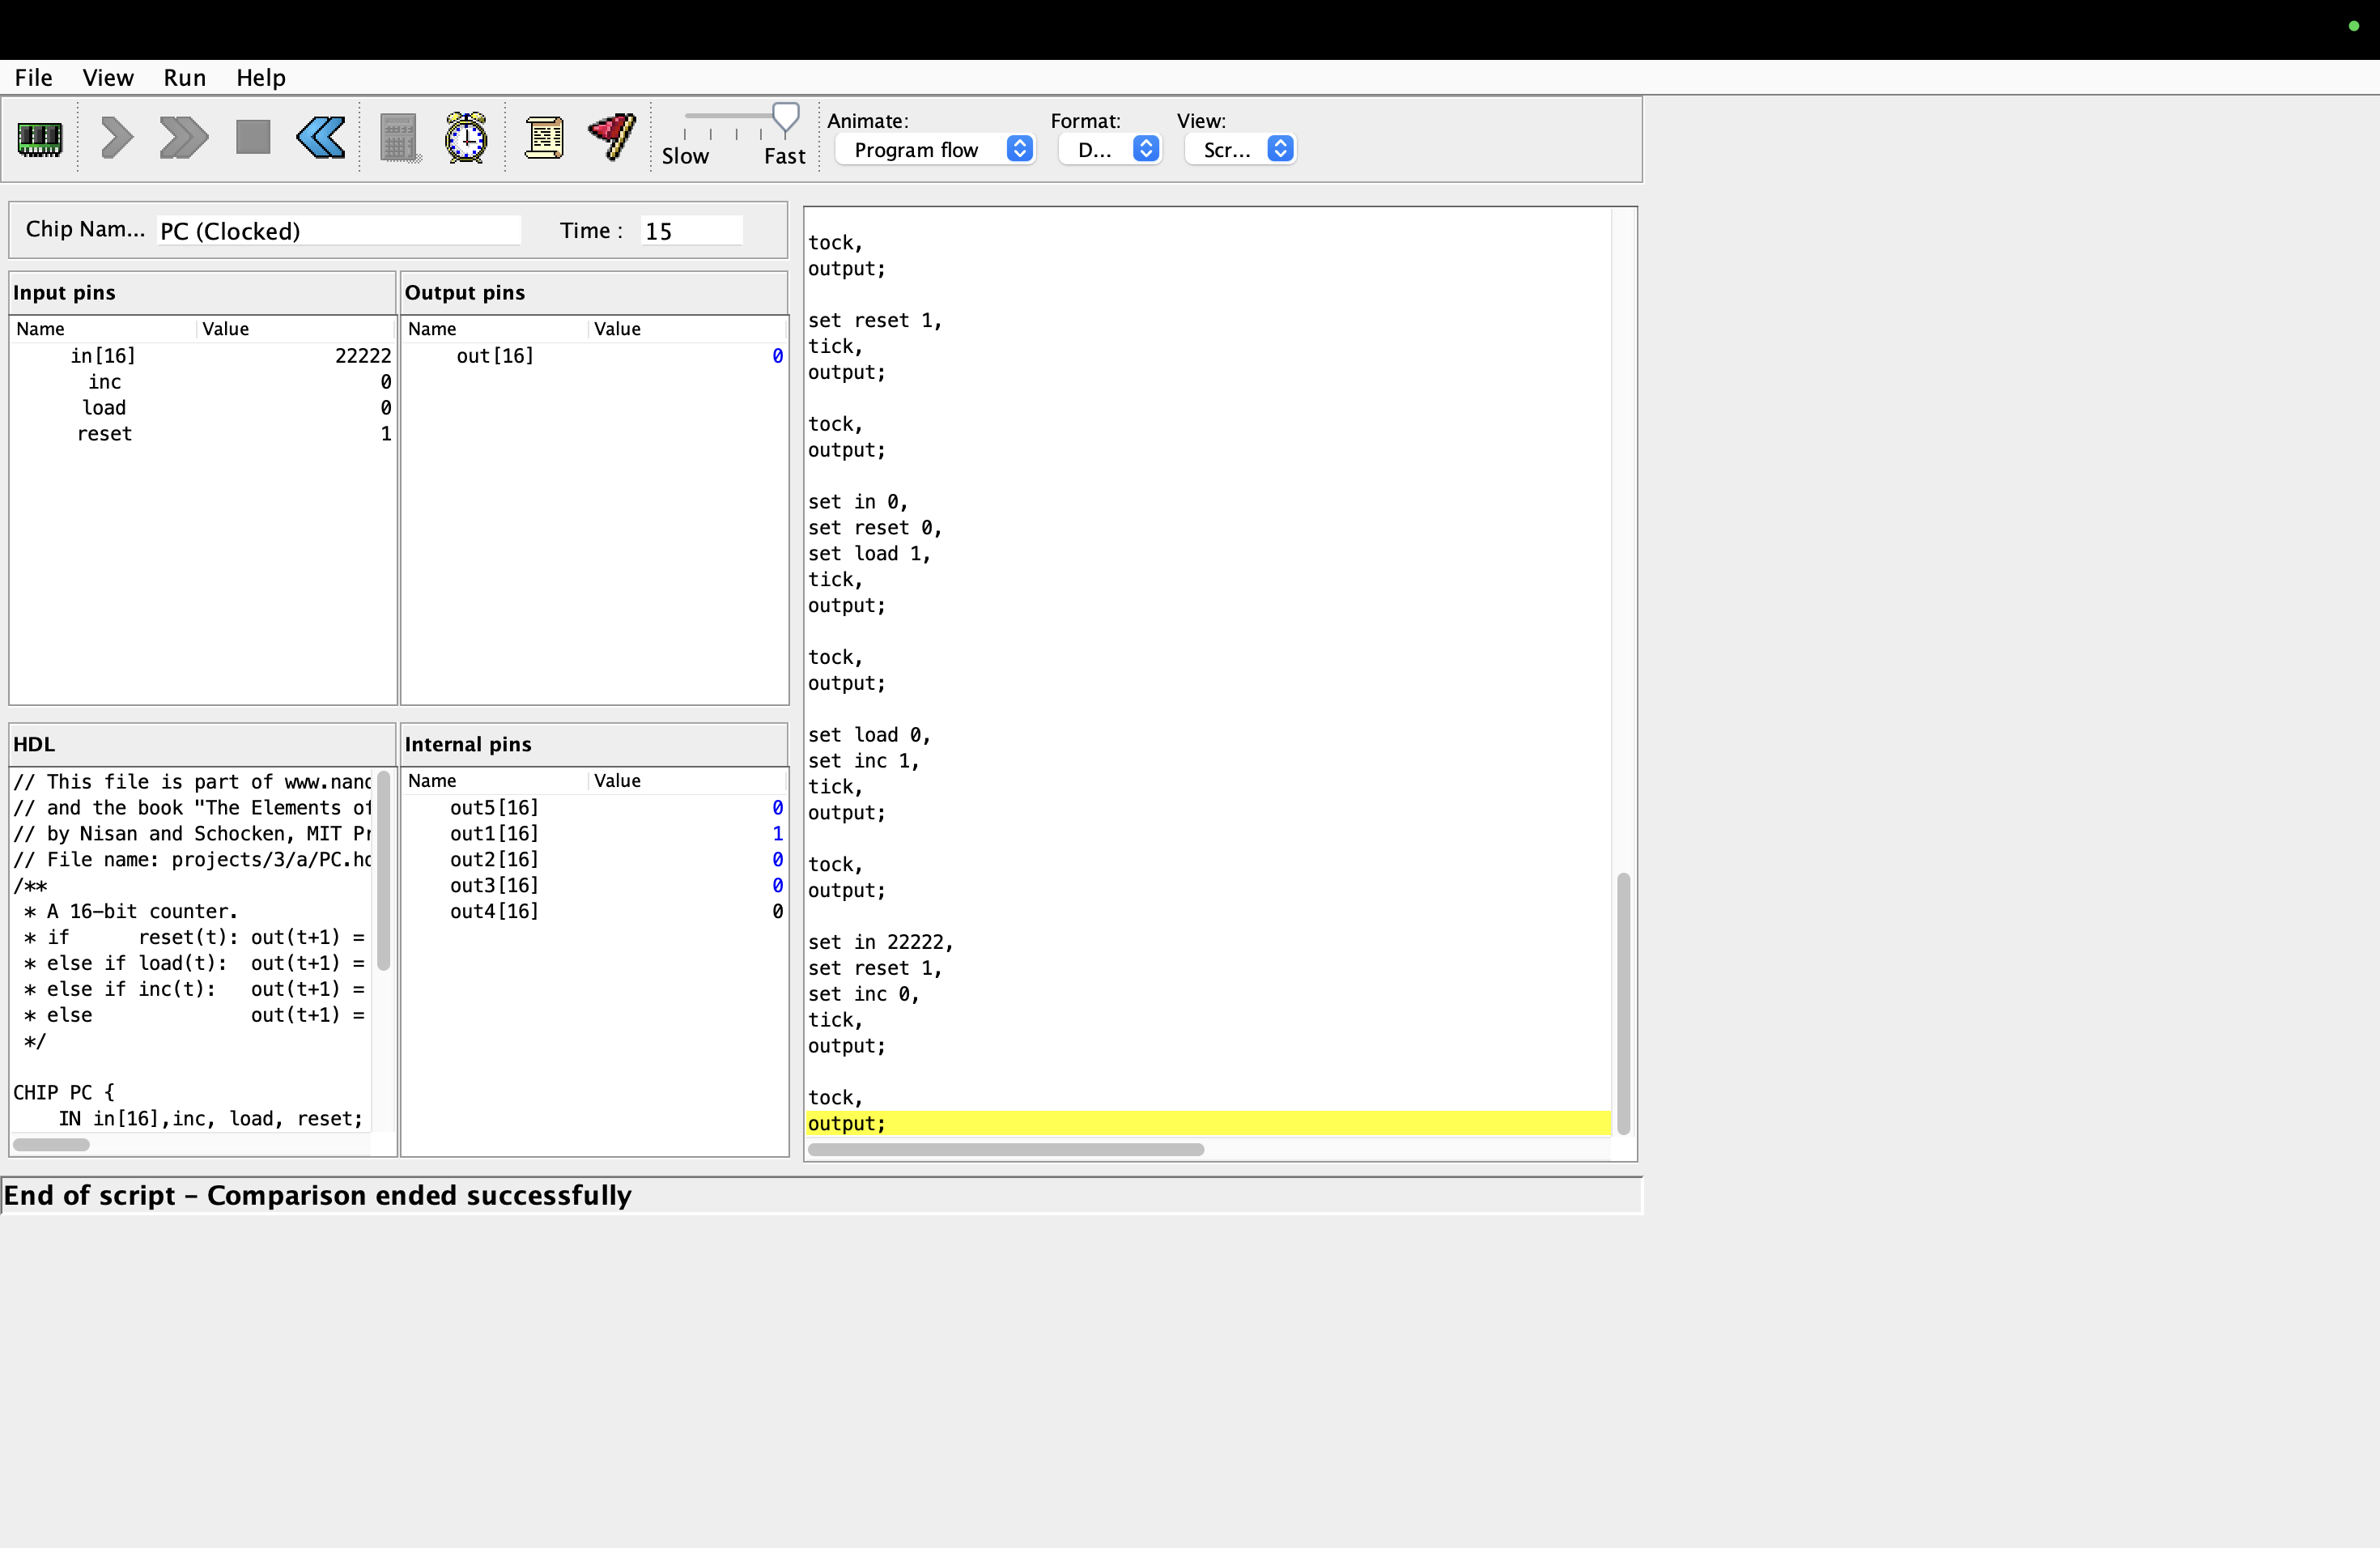 File View Run Help
Animate: Format: View:
Slow Fast Program flow D... Scr...
Chip Nam... PC (Clocked) Time : 15
Input pins
Name Value
in[16] 22222
inc 0
load 0
reset 1
Output pins
Name Value
out[16] 0
HDL
// This file is part of www.nand
// and the book "The Elements of
// by Nisan and Schocken, MIT Pr
// File name: projects/3/a/PC.hd
/**
* A 16-bit counter.
* if      reset(t): out(t+1) =
* else if load(t):  out(t+1) =
* else if inc(t):   out(t+1) =
* else              out(t+1) =
*/
CHIP PC {
IN in[16],inc, load, reset;
Internal pins
Name Value
out5[16] 0
out1[16] 1
out2[16] 0
out3[16] 0
out4[16] 0
tock,
output;
set reset 1,
tick,
output;
tock,
output;
set in 0,
set reset 0,
set load 1,
tick,
output;
tock,
output;
set load 0,
set inc 1,
tick,
output;
tock,
output;
set in 22222,
set reset 1,
set inc 0,
tick,
output;
tock,
output;
End of script – Comparison ended successfully